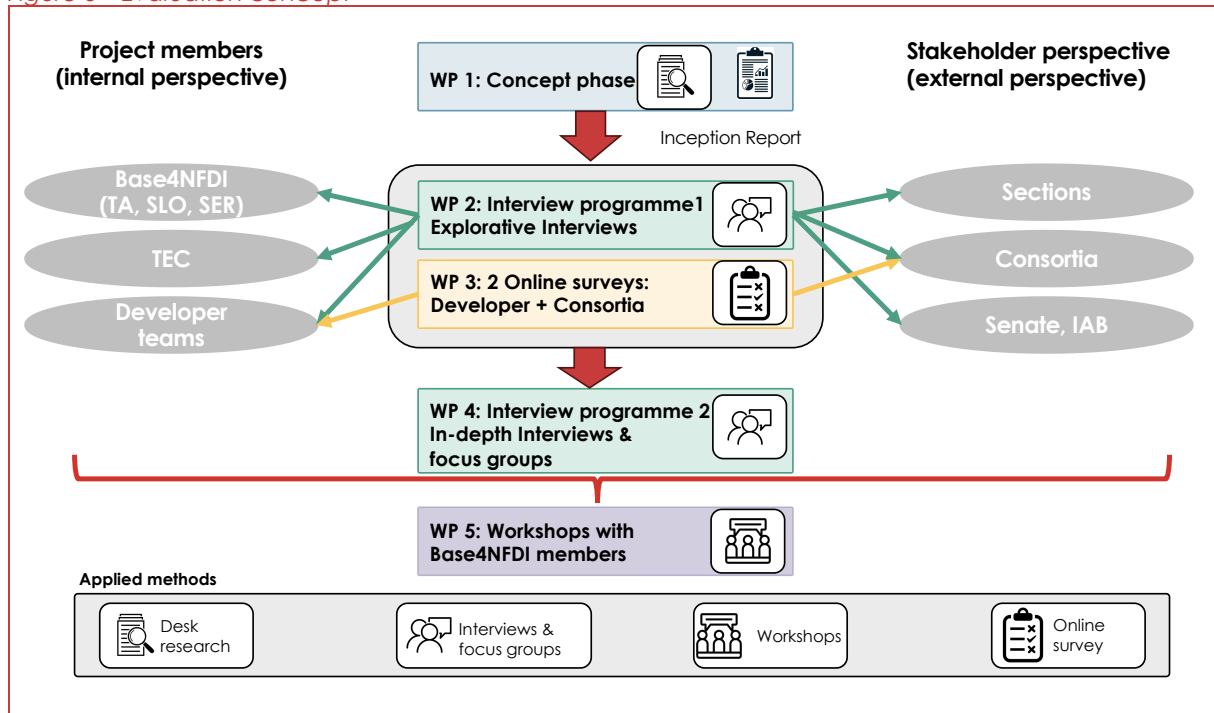 Project members
(internal perspective)
WP 1: Concept phase
Stakeholder perspective
(external perspective)
Inception Report
Base4NFDI
(TA, SLO, SER)
TEC
Developer
teams
WP 2: Interview programme1
Explorative Interviews
WP 3: 2 Online surveys:
Developer + Consortia
Sections
Consortia
Senate, IAB
WP 4: Interview programme 2
In-depth Interviews &
focus groups
WP 5: Workshops with
Base4NFDI members
Applied methods
Desk
research
Interviews &
focus groups
Workshops
Online
survey